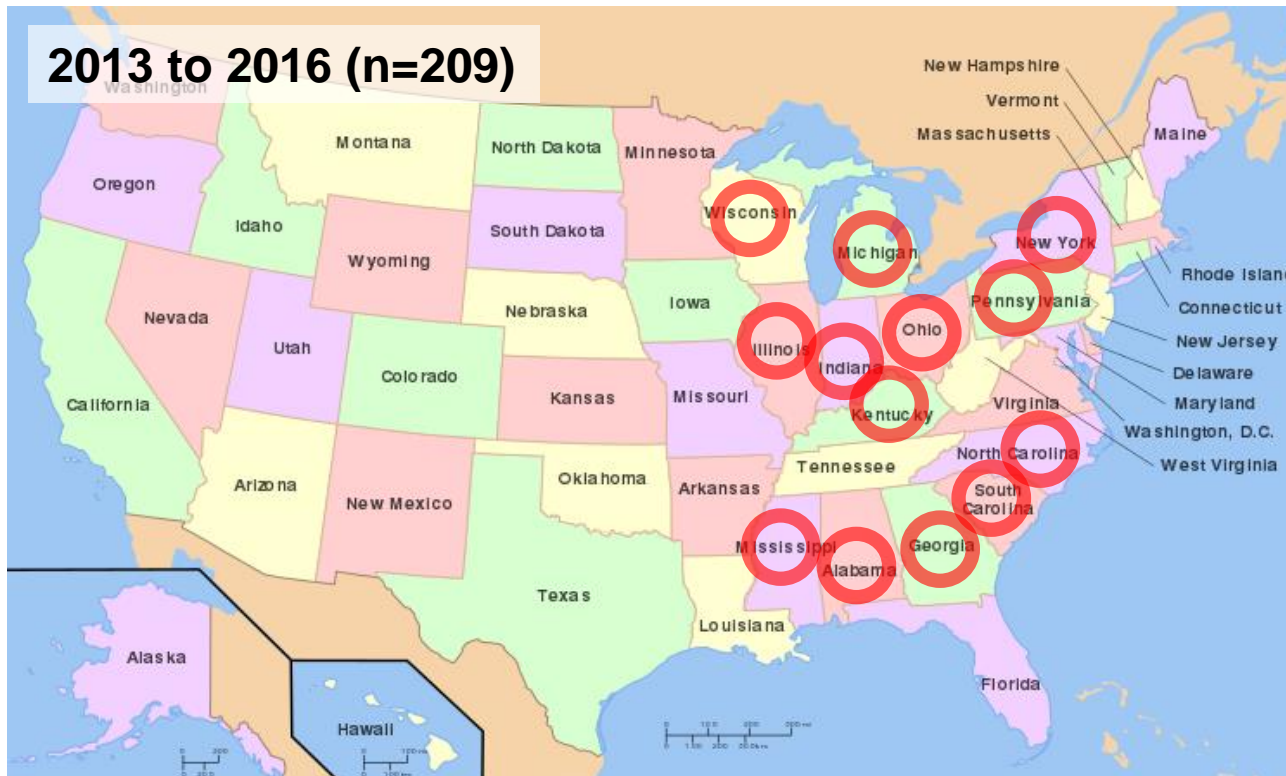 2013 to 2016 (n=209)
Washington
New Hampshire
Vermont
Massachusetts
Maine
Montana
North Dakota
Minnesota
Oregon
Idaho
Wisconsin
South Dakota
Michigan
New York
Wyoming
Rhode Islan
Iowa
Pennsylvania
Connecticut
Nebraska
Nevada
Ohio
New Jersey
Utah
Illinois
Indiana
Colorado
Delaware
California
Kansas
Missouri
Kentucky
Virginia
Maryland
Washington, D.C.
North Carolina
Tennessee
West Virginia
Oklahoma
Arizona
Arkansas
New Mexico
South
Carolina
Mississippi
Georgia
Alabama
Texas
Louisiana
Alaska
Florida
Hawaii